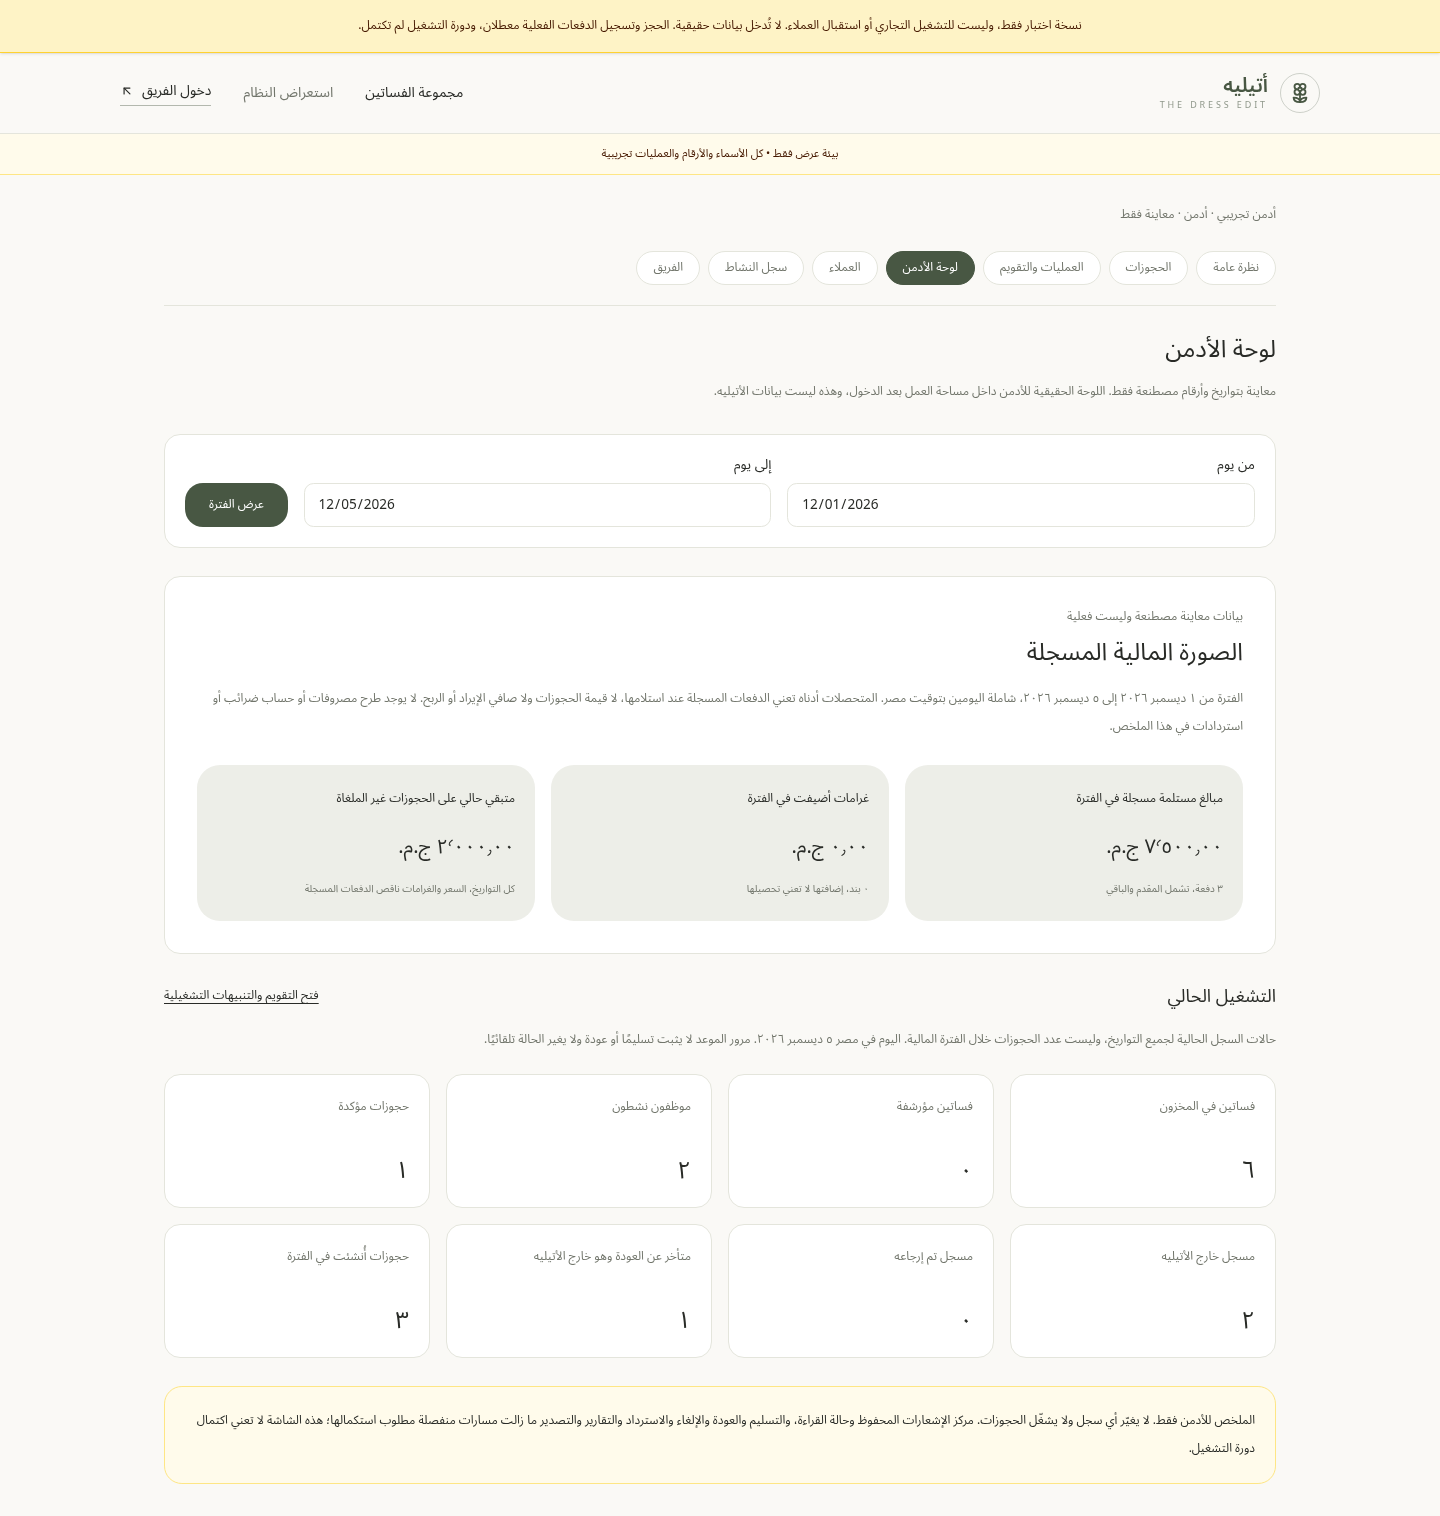 نسخة اختبار فقط، وليست للتشغيل التجاري أو استقبال العملاء. لا تُدخل بيانات حقيقية. الحجز وتسجيل الدفعات الفعلية معطلان، ودورة التشغيل لم تكتمل.
أتيليه
THE DRESS EDIT
مجموعة الفساتين
استعراض النظام
دخول الفريق
بيئة عرض فقط • كل الأسماء والأرقام والعمليات تجريبية
أدمن تجريبي · أدمن · معاينة فقط
نظرة عامة
الحجوزات
العمليات والتقويم
لوحة الأدمن
العملاء
سجل النشاط
الفريق
لوحة الأدمن
معاينة بتواريخ وأرقام مصطنعة فقط. اللوحة الحقيقية للأدمن داخل مساحة العمل بعد الدخول، وهذه ليست بيانات الأتيليه.
من يوم
إلى يوم
12/01/2026
12/05/2026
عرض الفترة
بيانات معاينة مصطنعة وليست فعلية
الصورة المالية المسجلة
الفترة من ١ ديسمبر ٢٠٢٦ إلى ٥ ديسمبر ٢٠٢٦، شاملة اليومين بتوقيت مصر. المتحصلات أدناه تعني الدفعات المسجلة عند استلامها، لا قيمة الحجوزات ولا صافي الإيراد أو الربح. لا يوجد طرح مصروفات أو حساب ضرائب أو
استردادات في هذا الملخص.
مبالغ مستلمة مسجلة في الفترة
٧٬٥٠٠٫٠٠ ج.م.
٣ دفعة، تشمل المقدم والباقي
غرامات أضيفت في الفترة
٠٫٠٠ ج.م.
٠ بند، إضافتها لا تعني تحصيلها
متبقي حالي على الحجوزات غير الملغاة
٢٬٠٠٠٫٠٠ ج.م.
كل التواريخ، السعر والغرامات ناقص الدفعات المسجلة
التشغيل الحالي
فتح التقويم والتنبيهات التشغيلية
حالات السجل الحالية لجميع التواريخ، وليست عدد الحجوزات خلال الفترة المالية. اليوم في مصر ٥ ديسمبر ٢٠٢٦. مرور الموعد لا يثبت تسليمًا أو عودة ولا يغير الحالة تلقائيًا.
فساتين في المخزون
٦
فساتين مؤرشفة
٠
موظفون نشطون
٢
حجوزات مؤكدة
١
مسجل خارج الأتيليه
٢
مسجل تم إرجاعه
٠
متأخر عن العودة وهو خارج الأتيليه
١
حجوزات أُنشئت في الفترة
٣
الملخص للأدمن فقط. لا يغيّر أي سجل ولا يشغّل الحجوزات. مركز الإشعارات المحفوظ وحالة القراءة، والتسليم والعودة والإلغاء والاسترداد والتقارير والتصدير ما زالت مسارات منفصلة مطلوب استكمالها؛ هذه الشاشة لا تعني اكتمال
دورة التشغيل.